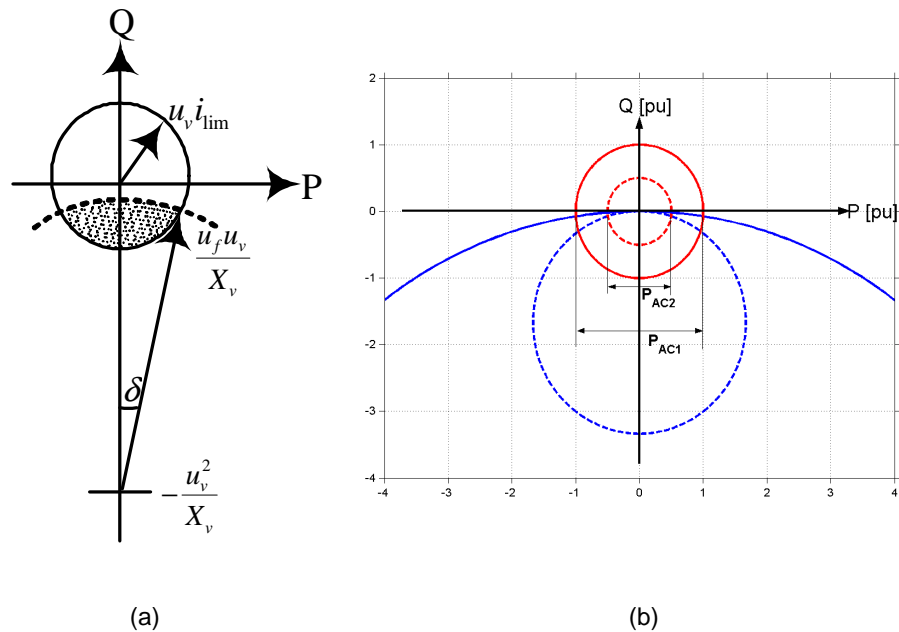 Q
u_v i_lim
P
u_f u_v
X_v
δ
- u_v^2
X_v
(a)
2
1
0
-1
-2
-3
-4
-4
-3
-2
-1
0
1
2
3
4
Q [pu]
P [pu]
P_AC2
P_AC1
(b)